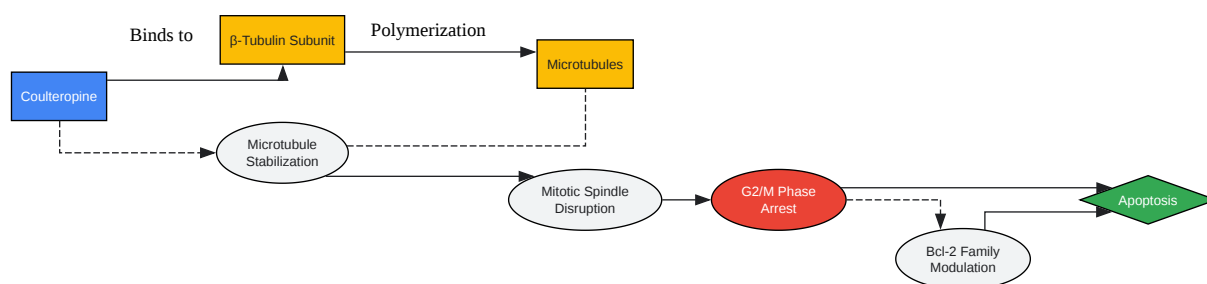 Binds to
Polymerization
β-Tubulin Subunit
Microtubules
Coulteropine
Microtubule
Stabilization
Mitotic Spindle
Disruption
G2/M Phase
Arrest
Apoptosis
Bcl-2 Family
Modulation